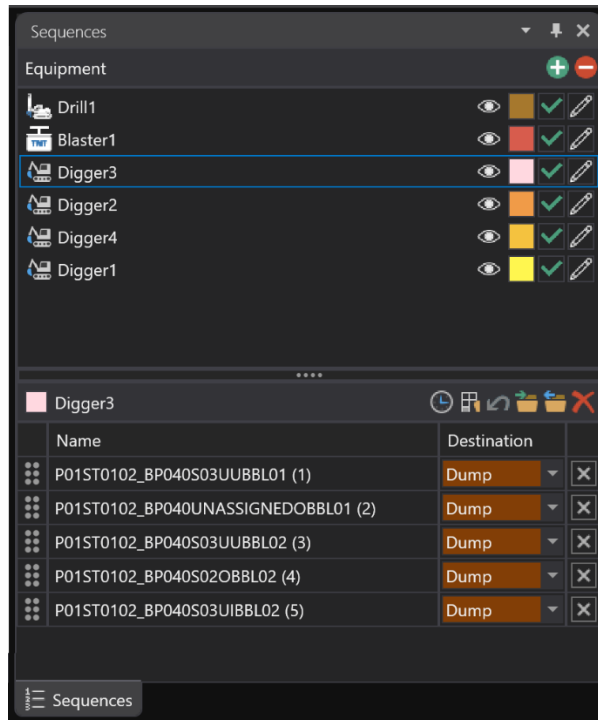 Sequences
Equipment
Drill1
TNT Blaster1
Digger3
Digger2
Digger4
Digger1
Digger3
Name Destination
P01ST0102_BP040S03UUBBL01 (1) Dump
P01ST0102_BP040UNASSIGNEDOBBL01 (2) Dump
P01ST0102_BP040S03UUBBL02 (3) Dump
P01ST0102_BP040S02OBBL02 (4) Dump
P01ST0102_BP040S03UIBBL02 (5) Dump
Sequences